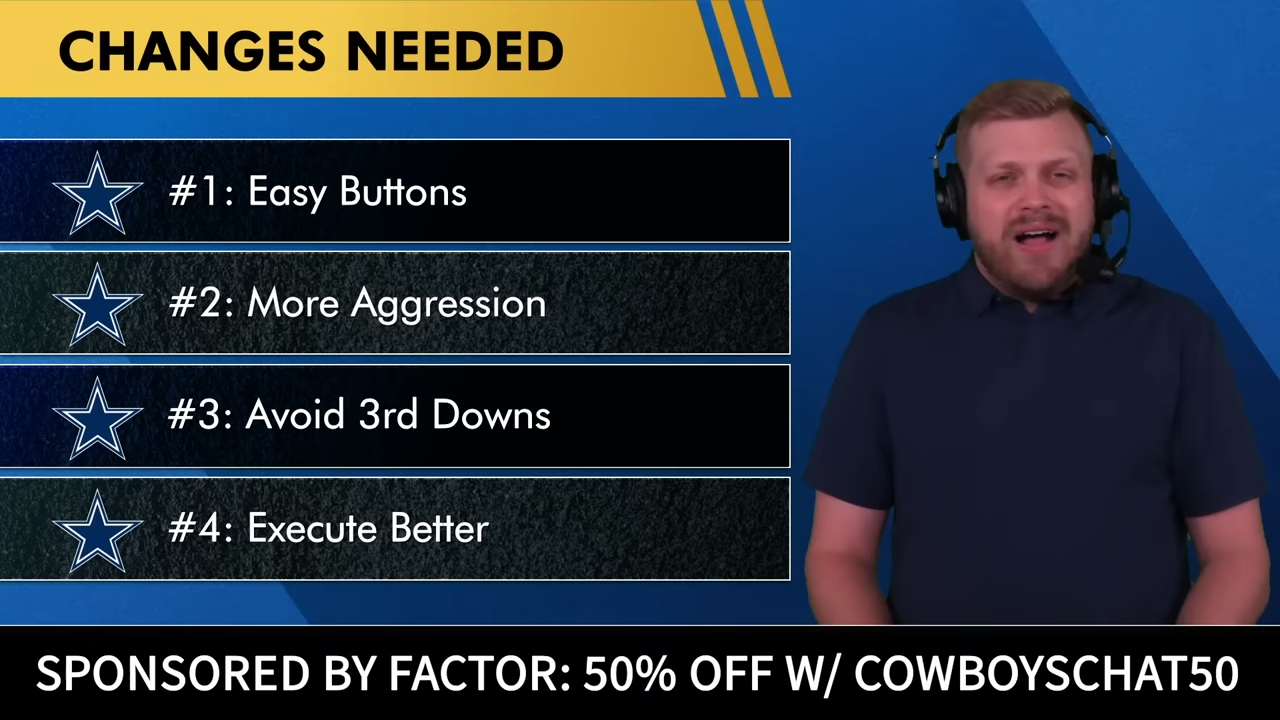 CHANGES NEEDED
#1: Easy Buttons
#2: More Aggression
#3: Avoid 3rd Downs
#4: Execute Better
SPONSORED BY FACTOR: 50% OFF W/ COWBOYSCHAT50